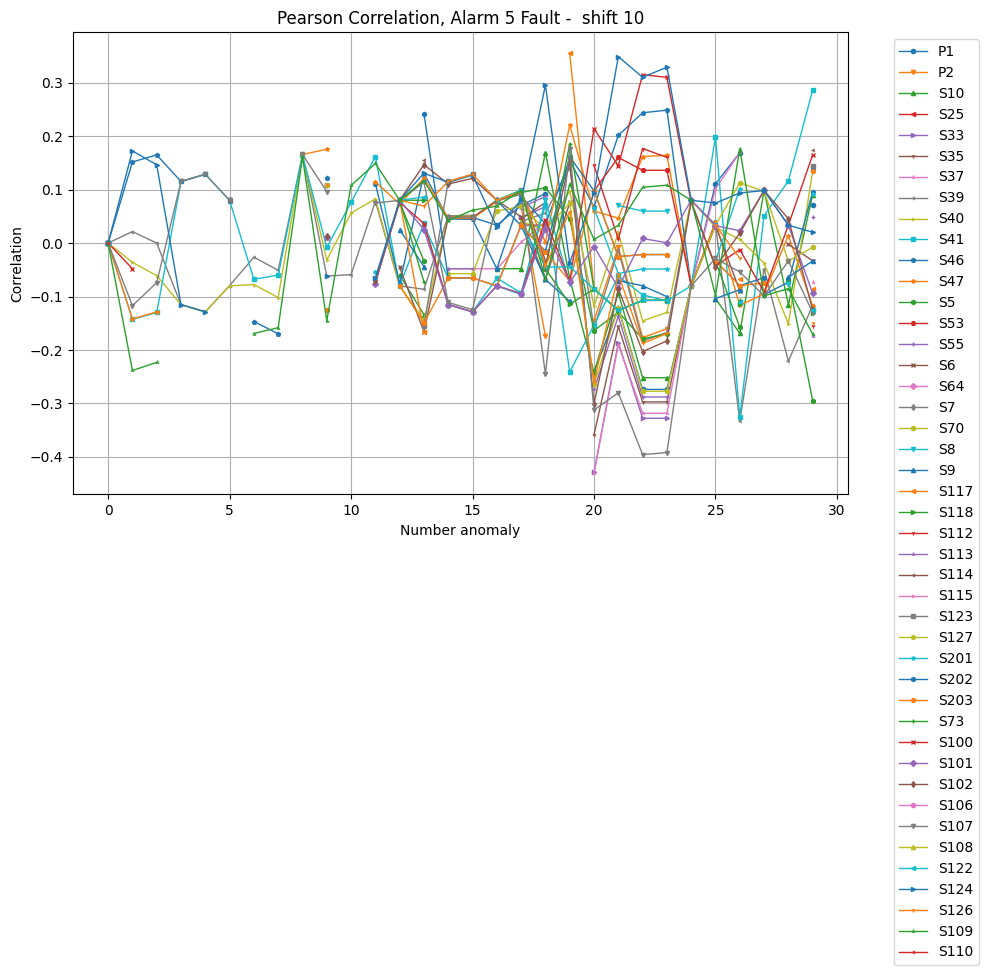 Pearson Correlation, Alarm 5 Fault -  shift 10
Correlation
0.3
0.2
0.1
0.0
−0.1
−0.2
−0.3
−0.4
0
5
10
15
20
25
30
Number anomaly
P1
P2
S10
S25
S33
S35
S37
S39
S40
S41
S46
S47
S5
S53
S55
S6
S64
S7
S70
S8
S9
S117
S118
S112
S113
S114
S115
S123
S127
S201
S202
S203
S73
S100
S101
S102
S106
S107
S108
S122
S124
S126
S109
S110